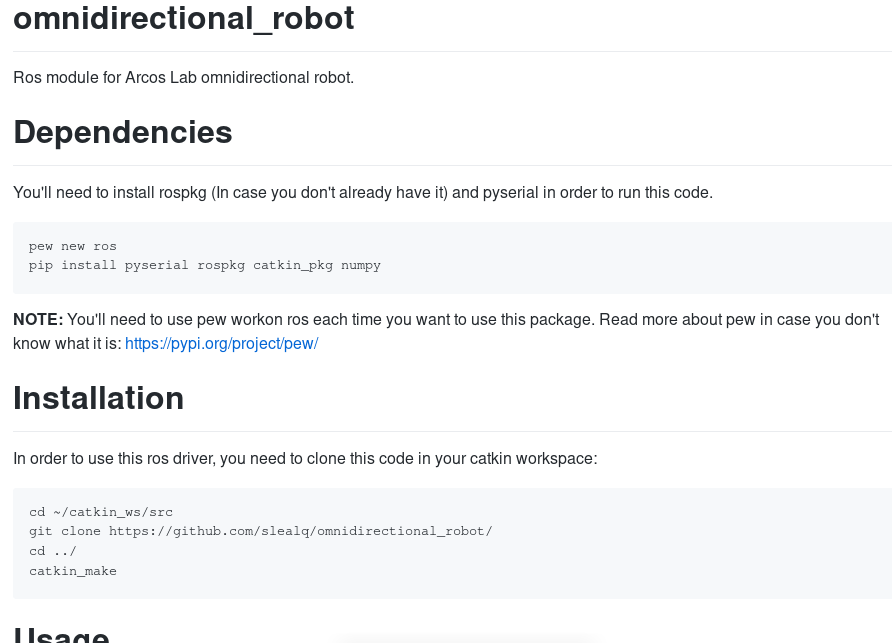 omnidirectional_robot
Ros module for Arcos Lab omnidirectional robot.
Dependencies
You'll need to install rospkg (In case you don't already have it) and pyserial in order to run this code.
pew new ros
pip install pyserial rospkg catkin_pkg numpy
NOTE: You'll need to use pew workon ros each time you want to use this package. Read more about pew in case you don't
know what it is: https://pypi.org/project/pew/
Installation
In order to use this ros driver, you need to clone this code in your catkin workspace:
cd ~/catkin_ws/src
git clone https://github.com/slealq/omnidirectional_robot/
cd ../
catkin_make
Usage